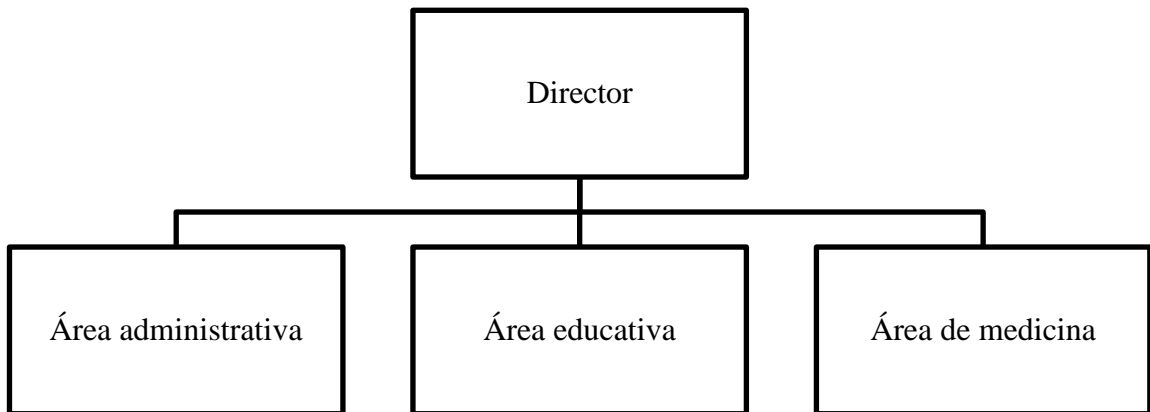 Director
Área administrativa
Área educativa
Área de medicina